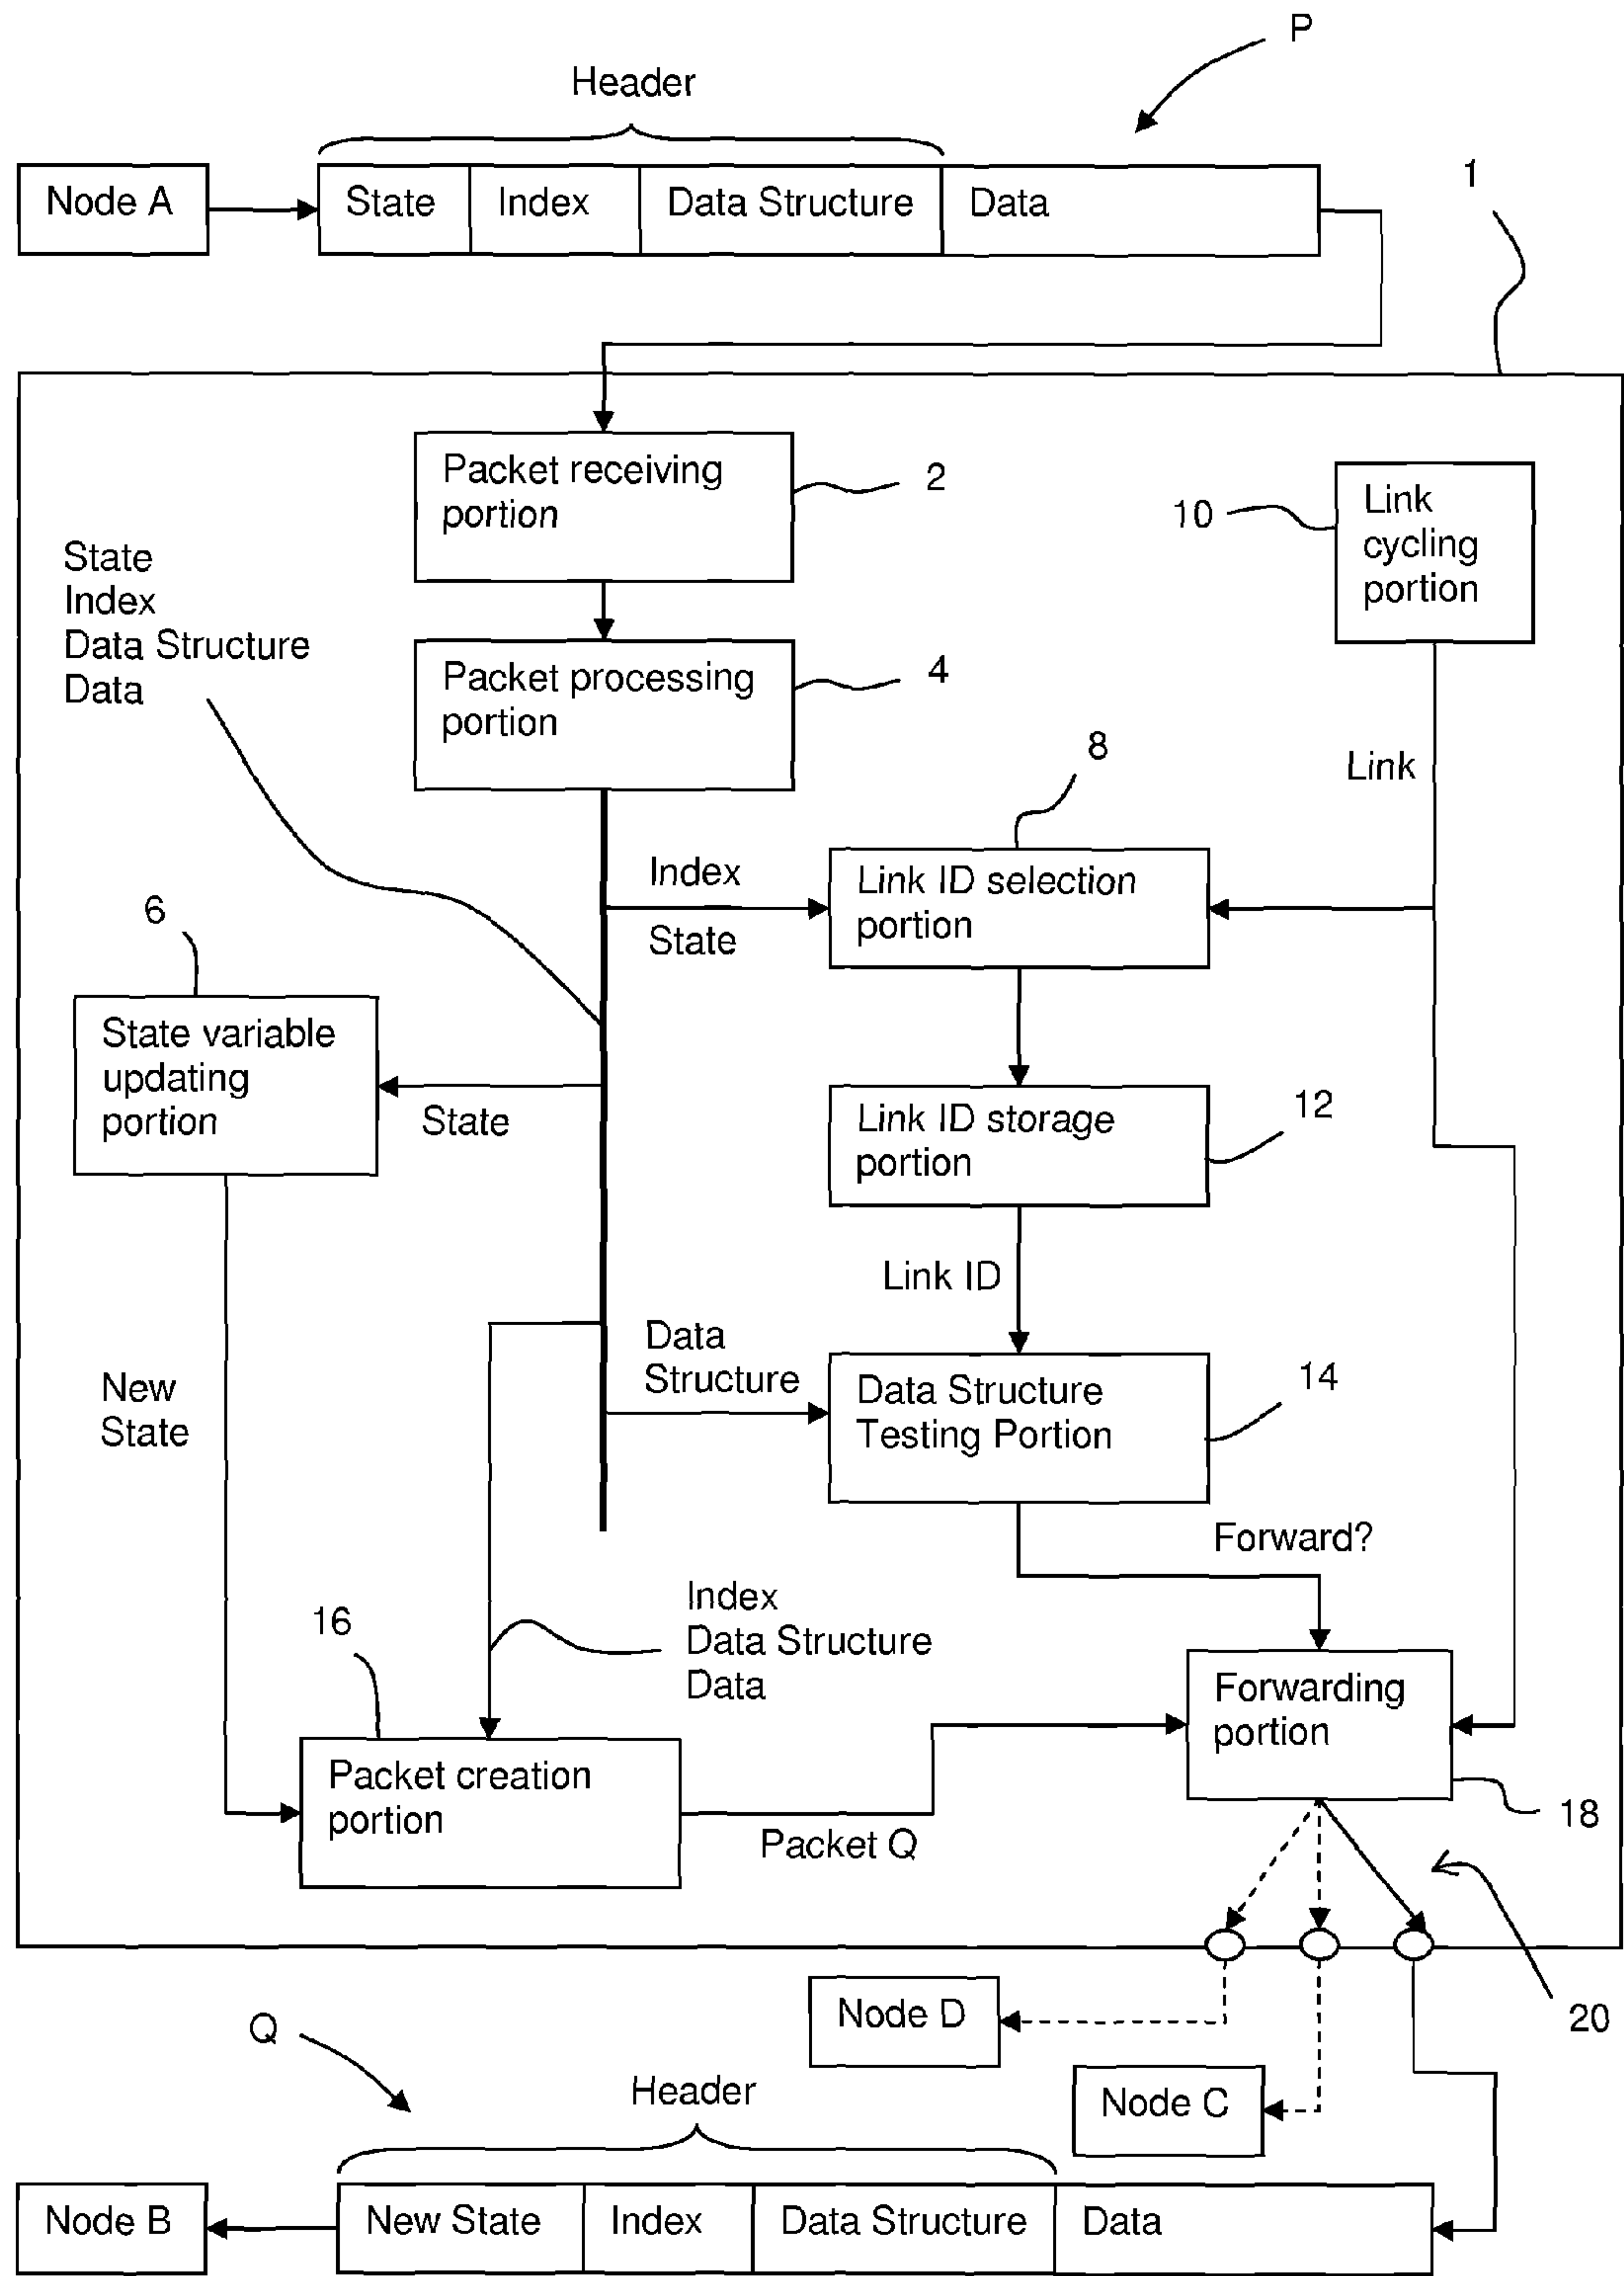 P
Header
1
Node A
State
Index
Data Structure
Data
Packet receiving
portion
2
10
Link
cycling
portion
State
Index
Data Structure
Data
Packet processing
portion
4
8
Link
Index
State
Link ID selection
portion
6
State variable
updating
portion
State
Link ID storage
portion
12
Link ID
New
State
Data
Structure
Data Structure
Testing Portion
14
Forward?
16
Index
Data Structure
Data
Forwarding
portion
18
Packet creation
portion
Packet Q
20
Node D
Q
Header
Node C
Node B
New State
Index
Data Structure
Data